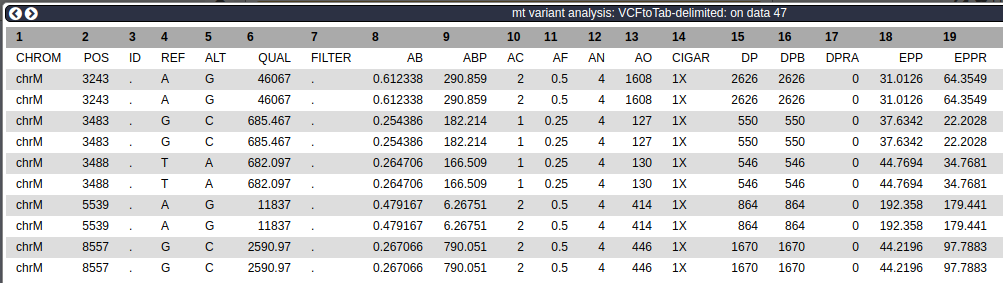 mt variant analysis: VCFtoTab-delimited: on data 47
1 2 3 4 5 6 7 8 9 10 11 12 13 14 15 16 17 18 19
CHROM POS ID REF ALT QUAL FILTER AB ABP AC AF AN AO CIGAR DP DPB DPRA EPP EPPR
chrM 3243 . A G 46067 . 0.612338 290.859 2 0.5 4 1608 1X 2626 2626 0 31.0126 64.3549
chrM 3243 . A G 46067 . 0.612338 290.859 2 0.5 4 1608 1X 2626 2626 0 31.0126 64.3549
chrM 3483 . G C 685.467 . 0.254386 182.214 1 0.25 4 127 1X 550 550 0 37.6342 22.2028
chrM 3483 . G C 685.467 . 0.254386 182.214 1 0.25 4 127 1X 550 550 0 37.6342 22.2028
chrM 3488 . T A 682.097 . 0.264706 166.509 1 0.25 4 130 1X 546 546 0 44.7694 34.7681
chrM 3488 . T A 682.097 . 0.264706 166.509 1 0.25 4 130 1X 546 546 0 44.7694 34.7681
chrM 5539 . A G 11837 . 0.479167 6.26751 2 0.5 4 414 1X 864 864 0 192.358 179.441
chrM 5539 . A G 11837 . 0.479167 6.26751 2 0.5 4 414 1X 864 864 0 192.358 179.441
chrM 8557 . G C 2590.97 . 0.267066 790.051 2 0.5 4 446 1X 1670 1670 0 44.2196 97.7883
chrM 8557 . G C 2590.97 . 0.267066 790.051 2 0.5 4 446 1X 1670 1670 0 44.2196 97.7883